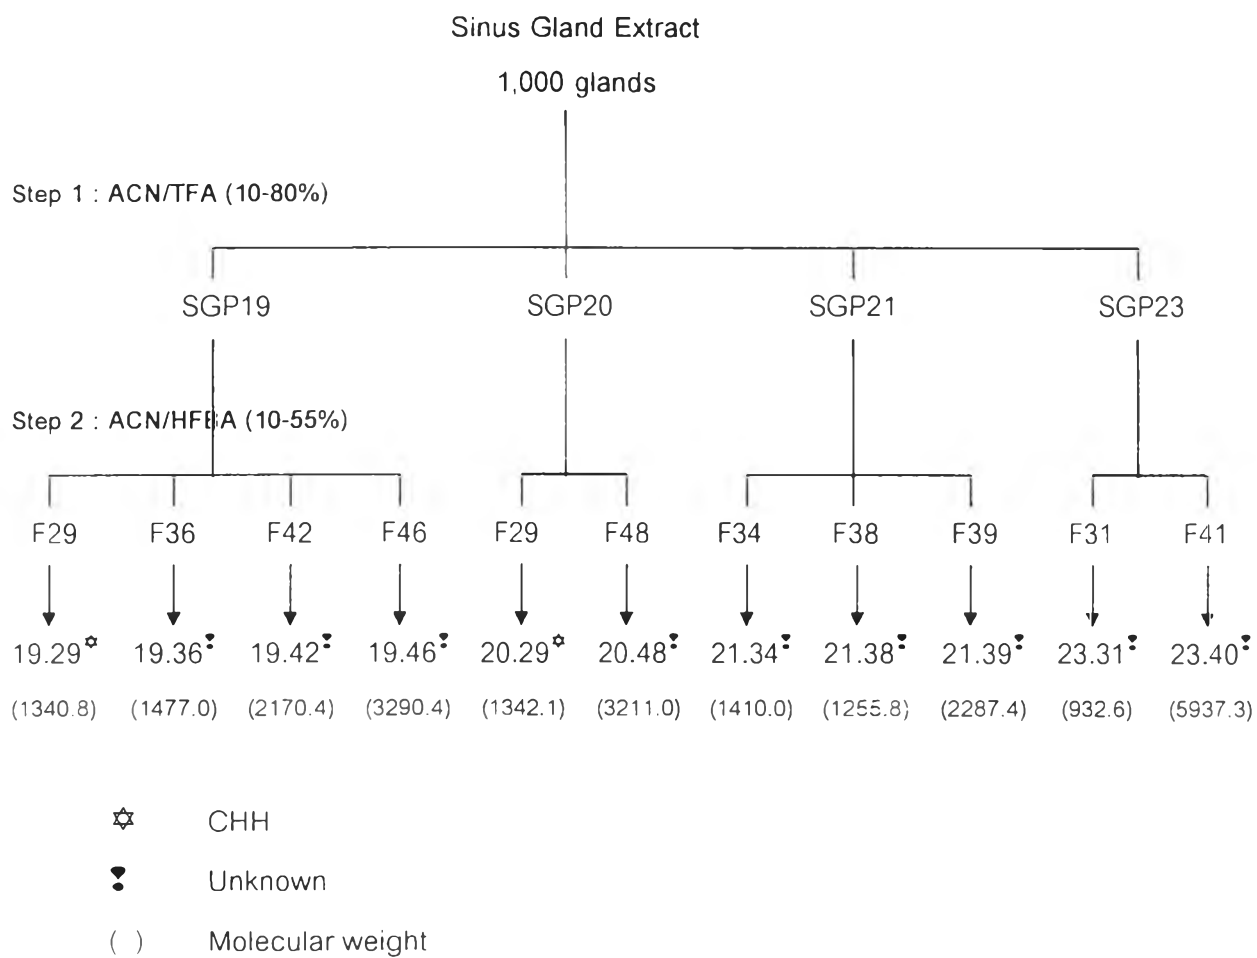 Sinus Gland Extract
1,000 glands
Step 1 : ACN/TFA (10-80%)
SGP19 SGP20 SGP21 SGP23
Step 2 : ACN/HFBA (10-55%)
F29 F36 F42 F46 F29 F48 F34 F38 F39 F31 F41
19.29✡ 19.36❢ 19.42❢ 19.46❢ 20.29✡ 20.48❢ 21.34❢ 21.38❢ 21.39❢ 23.31❢ 23.40❢
(1340.8) (1477.0) (2170.4) (3290.4) (1342.1) (3211.0) (1410.0) (1255.8) (2287.4) (932.6) (5937.3)
✡ CHH
❢ Unknown
( ) Molecular weight